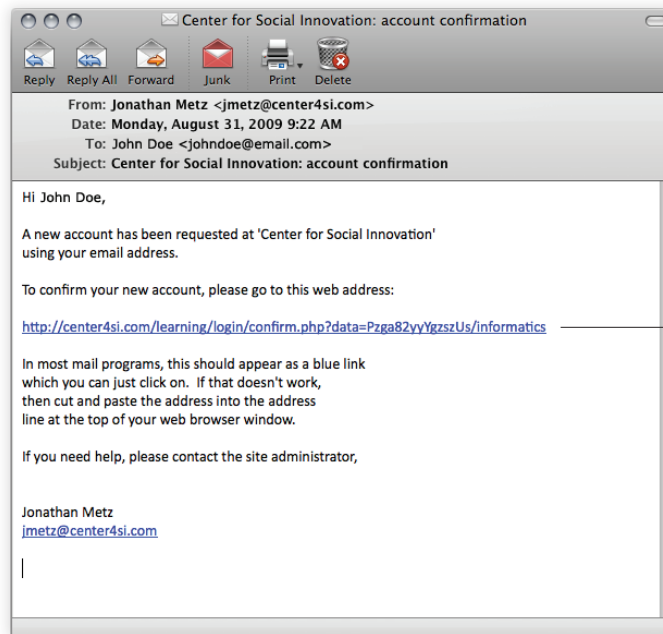 Center for Social Innovation: account confirmation
Reply Reply All Forward Junk Print Delete
From: Jonathan Metz <jmetz@center4si.com>
Date: Monday, August 31, 2009 9:22 AM
To: John Doe <johndoe@email.com>
Subject: Center for Social Innovation: account confirmation
Hi John Doe,
A new account has been requested at 'Center for Social Innovation'
using your email address.
To confirm your new account, please go to this web address:
http://center4si.com/learning/login/confirm.php?data=Pzga82yyYgzszUs/informatics
In most mail programs, this should appear as a blue link
which you can just click on. If that doesn't work,
then cut and paste the address into the address
line at the top of your web browser window.
If you need help, please contact the site administrator,
Jonathan Metz
jmetz@center4si.com